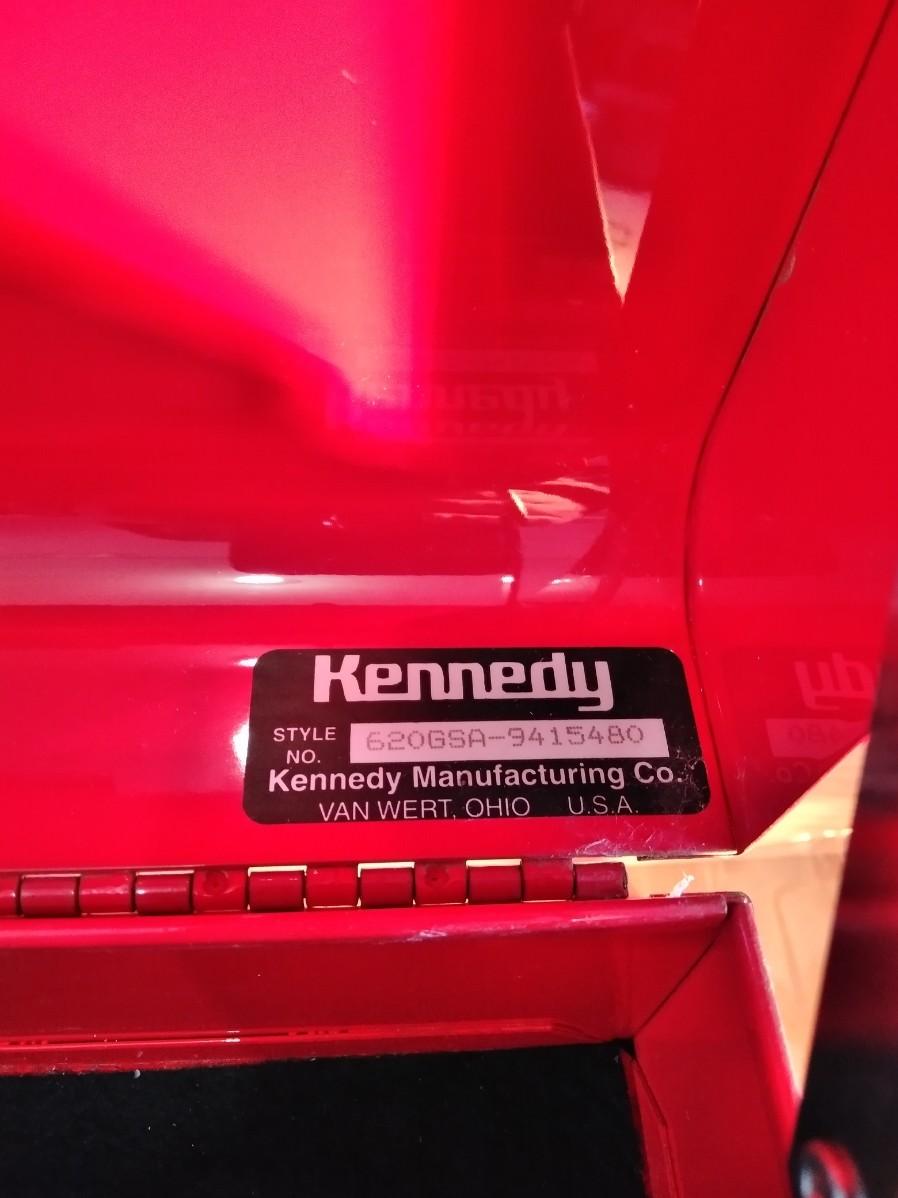 Kennedy
STYLE NO. 620GSA-9415480
Kennedy Manufacturing Co.
VAN WERT, OHIO U.S.A.